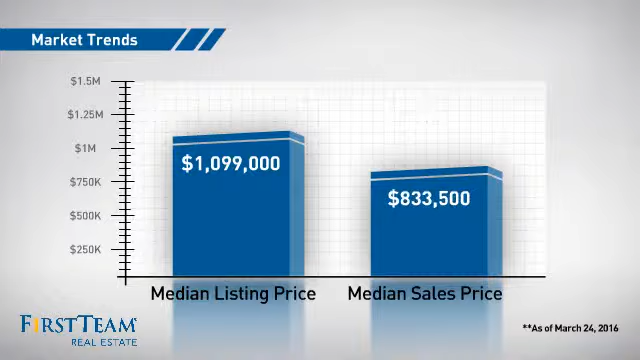 Market Trends
$1.5M
$1.25M
$1M
$750K
$500K
$250K
$1,099,000
$833,500
Median Listing Price
Median Sales Price
FIRSTTEAM®
REAL ESTATE
**As of March 24, 2016